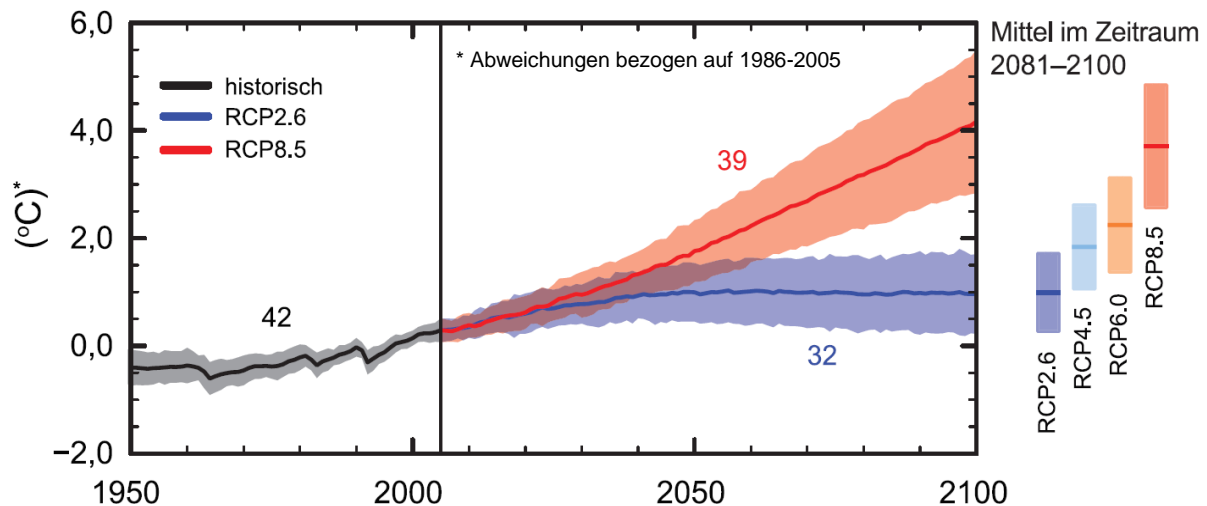 6,0
4,0
2,0
0,0
−2,0
(°C)*
1950
2000
2050
2100
* Abweichungen bezogen auf 1986-2005
historisch
RCP2.6
RCP8.5
42
39
32
Mittel im Zeitraum
2081–2100
RCP2.6
RCP4.5
RCP6.0
RCP8.5